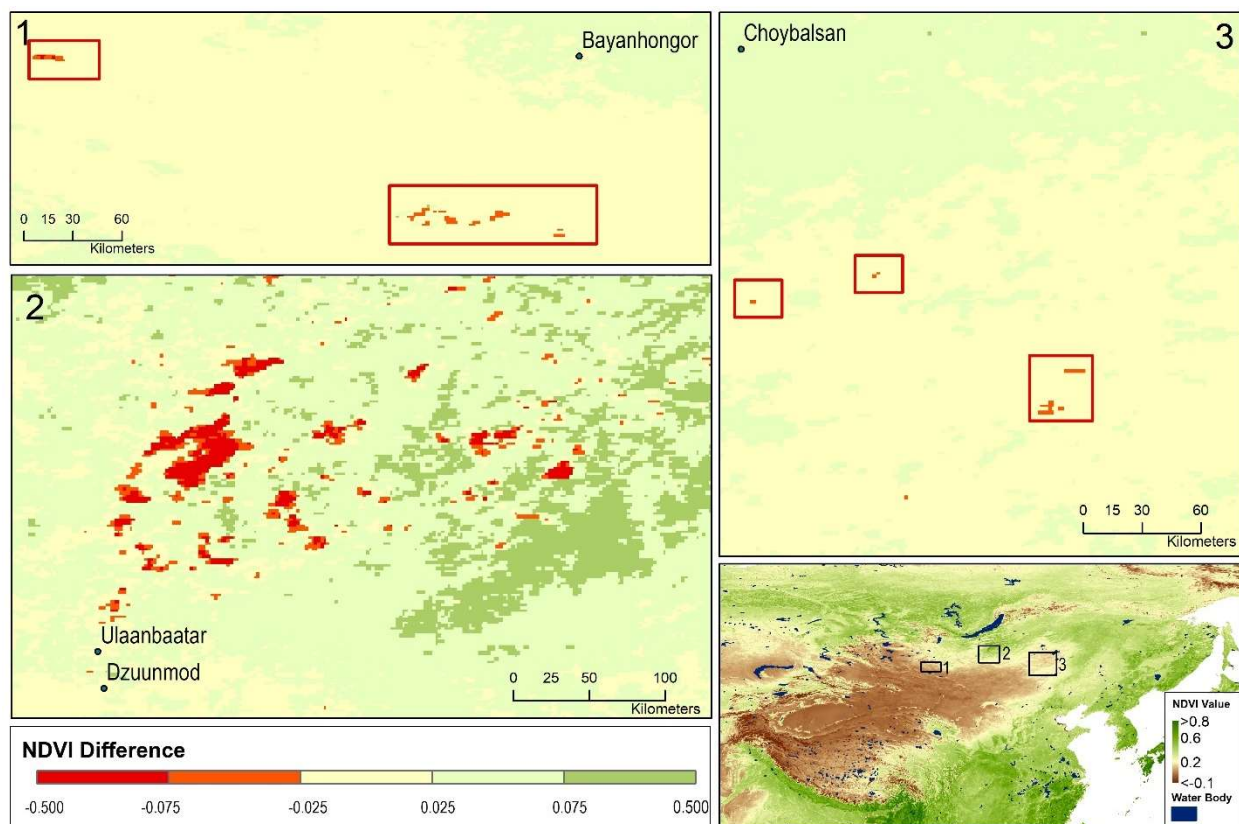 1
Bayanhongor
0 15 30 60
Kilometers
2
Ulaanbaatar
Dzuunmod
0 25 50 100
Kilometers
NDVI Difference
-0.500 -0.075 -0.025 0.025 0.075 0.500
Choybalsan
3
0 15 30 60
Kilometers
1
2
3
NDVI Value
>0.8
0.6
0.2
<-0.1
Water Body